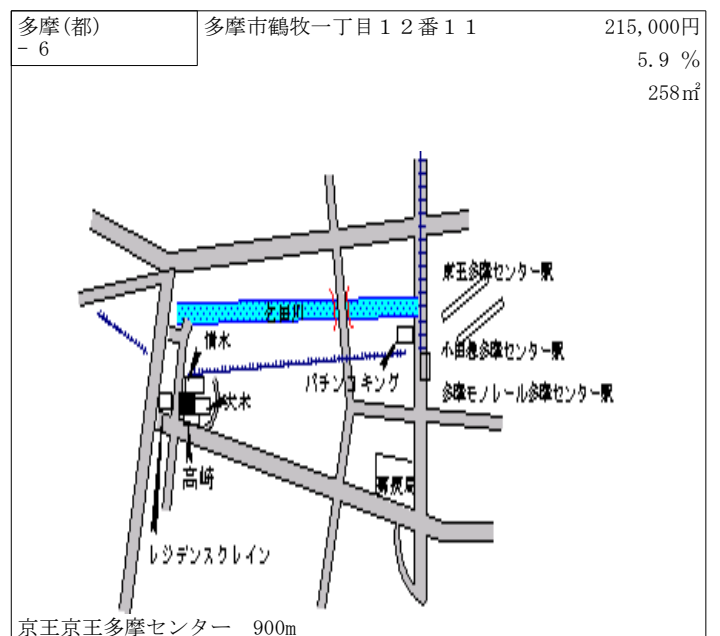 多摩(都)
- 6
多摩市鶴牧一丁目１２番１１
215,000円
5.9 %
258㎡
京王多摩センター駅
乞田川
小田急多摩センター駅
パチンコ キング
多摩モノレール多摩センター駅
高崎
郵便局
レジデンスクレイン
京王京王多摩センター　900m